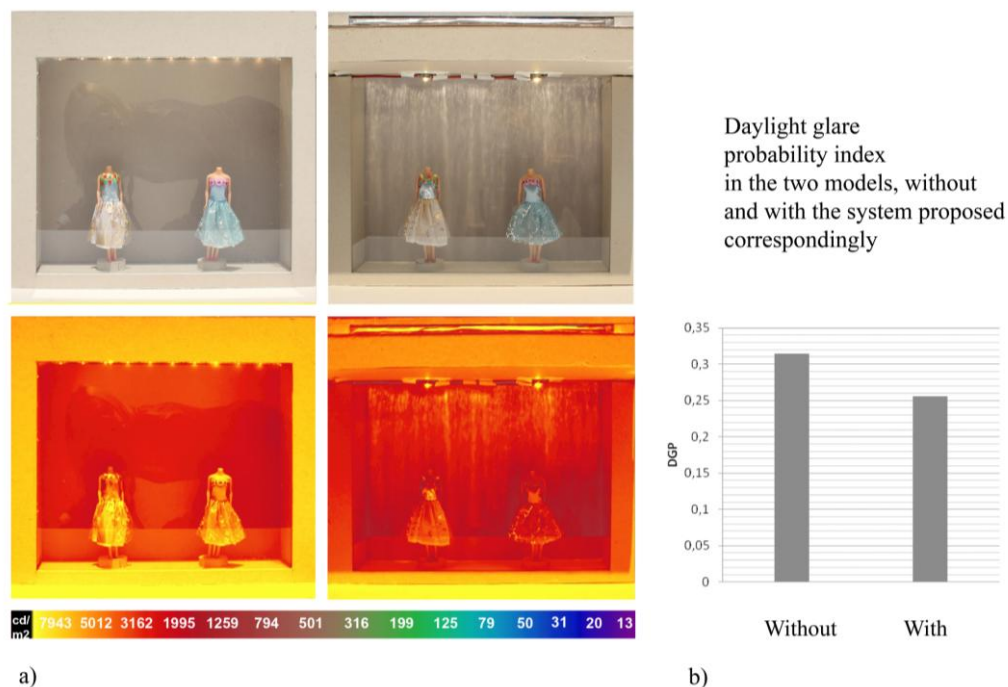 Daylight glare
probability index
in the two models, without
and with the system proposed
correspondingly
0,35
0,3
0,25
0,2
0,15
0,1
0,05
0
DGP
Without With
cd/
m2 7943 5012 3162 1995 1259 794 501 316 199 125 79 50 31 20 13
a) b)